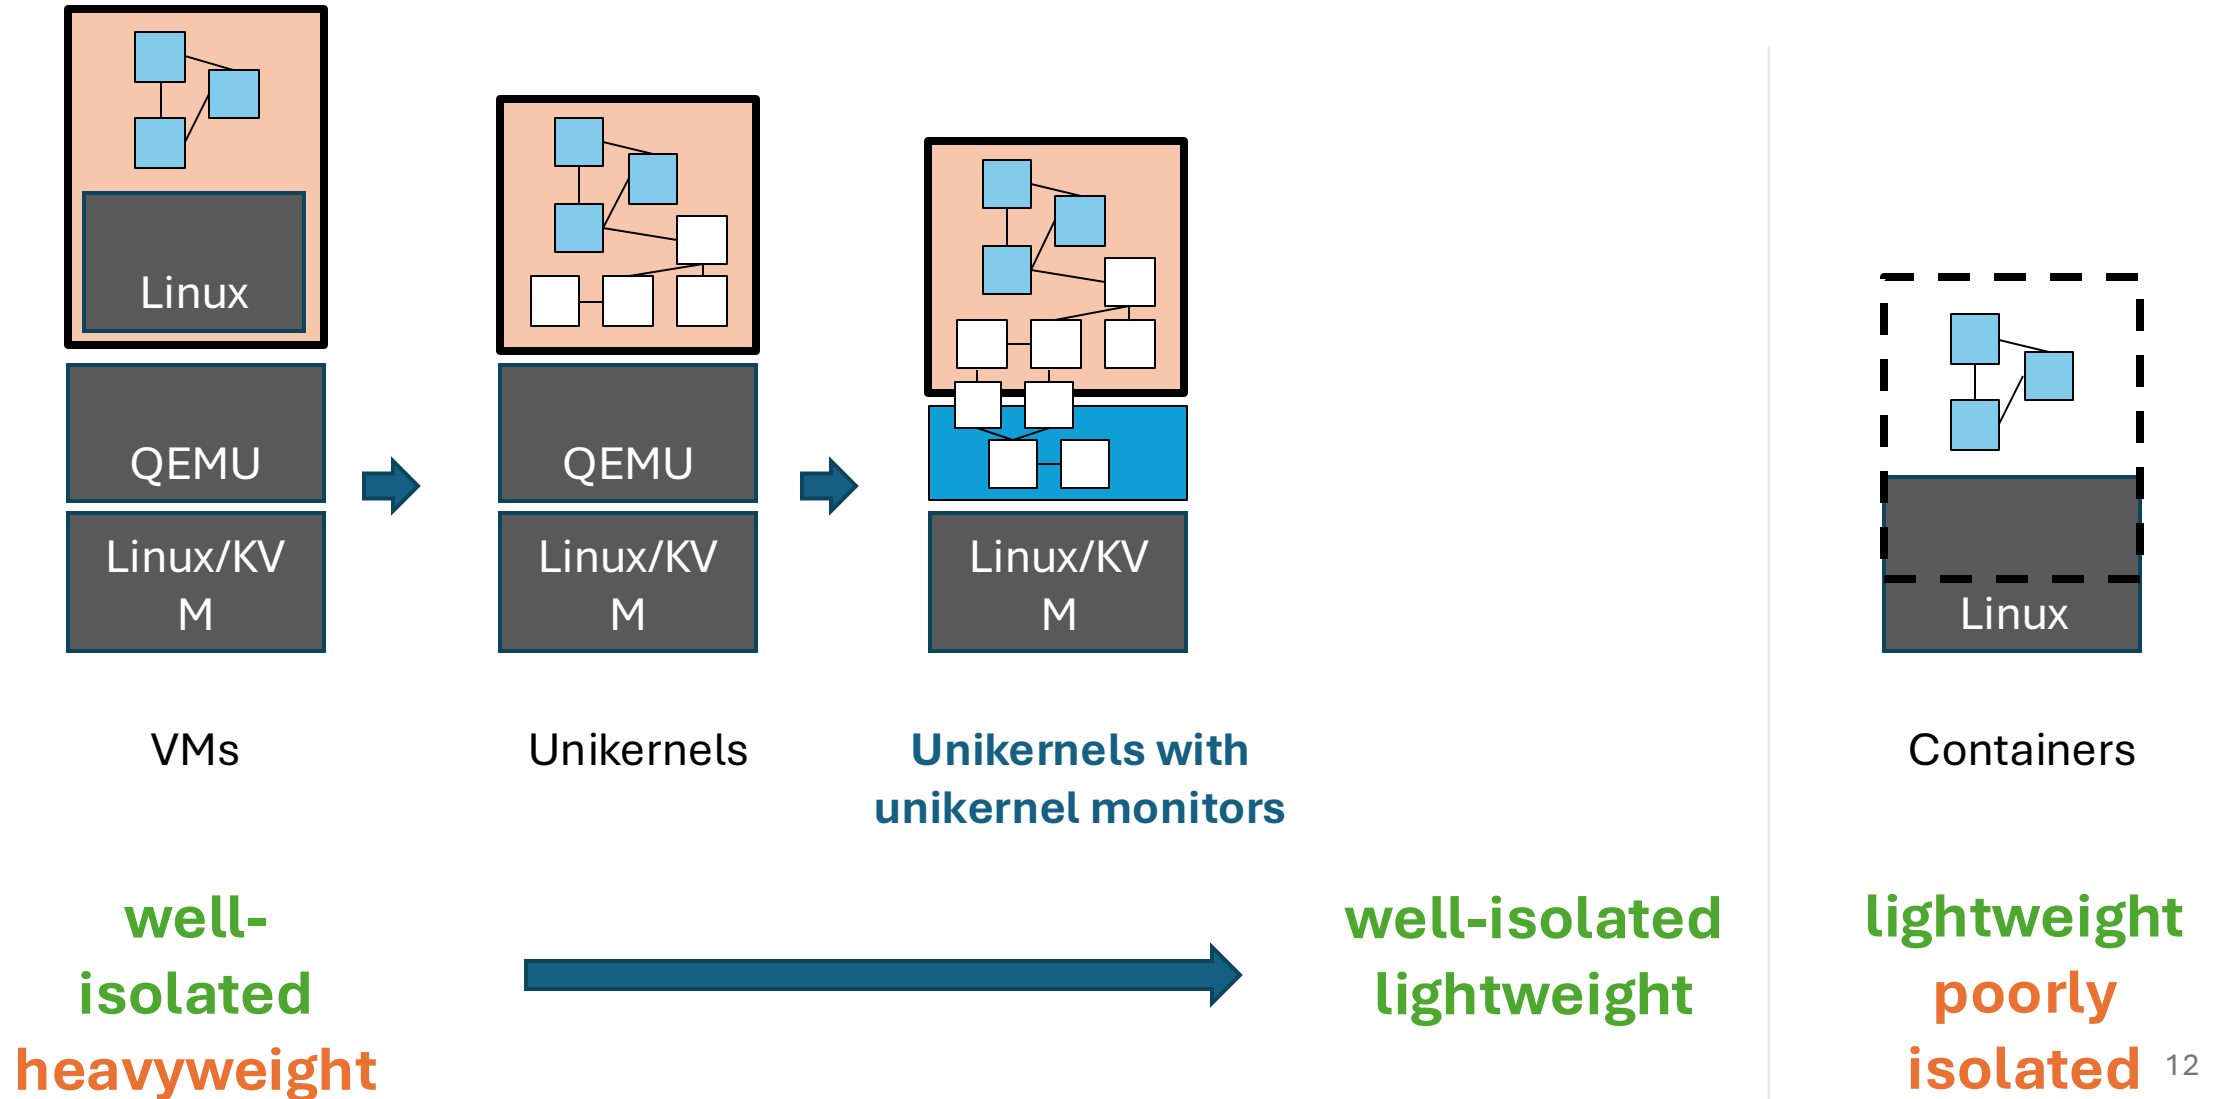 Linux
QEMU
Linux/KV
M
VMs
well-
isolated
heavyweight
QEMU
Linux/KV
M
Unikernels
Linux/KV
M
Unikernels with
unikernel monitors
well-isolated
lightweight
Linux
Containers
lightweight
poorly
isolated
12